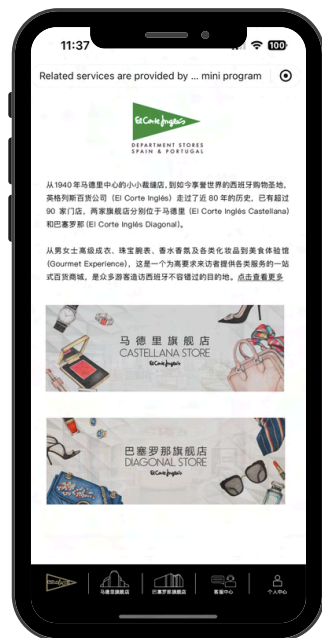 11:37
100
Related services are provided by ... mini program
El Corte Inglés
DEPARTMENT STORES
SPAIN & PORTUGAL
从1940 年马德里中心的小小裁缝店，到如今享誉世界的西班牙购物圣地，
英格列斯百货公司（El Corte Inglés）走过了近 80 年的历史，已有超过
90 家门店，两家旗舰店分别位于马德里（El Corte Inglés Castellana）
和巴塞罗那（El Corte Inglés Diagonal）。
从男女士高级成衣、珠宝腕表、香水香氛及各类化妆品到美食体验馆
（Gourmet Experience），这是一个为高要求来访者提供各类服务的一站
式百货商城，是众多游客造访西班牙不容错过的目的地。点击查看更多
马德里旗舰店
CASTELLANA STORE
El Corte Inglés
巴塞罗那旗舰店
DIAGONAL STORE
El Corte Inglés
马德里旗舰店
巴塞罗那旗舰店
客服中心
个人中心